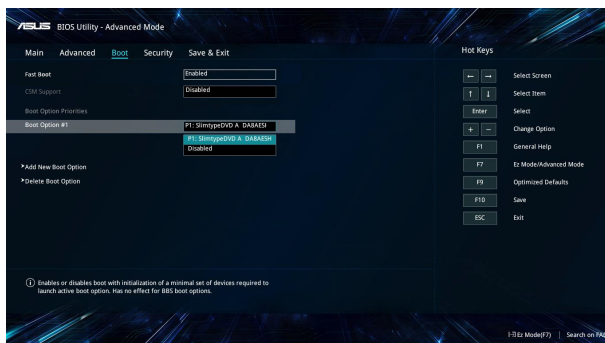 ASUS BIOS Utility - Advanced Mode
Main Advanced Boot Security Save & Exit
Hot Keys
Fast Boot Enabled
CSM Support Disabled
Boot Option Priorities
Boot Option #1 P1: SlimtypeDVD A DA8AESH
P1: SlimtypeDVD A DA8AESH
Disabled
>Add New Boot Option
>Delete Boot Option
← → Select Screen
↑ ↓ Select Item
Enter Select
+ - Change Option
F1 General Help
F7 Ez Mode/Advanced Mode
F9 Optimized Defaults
F10 Save
ESC Exit
Enables or disables boot with initialization of a minimal set of devices required to
launch active boot option. Has no effect for BBS boot options.
Ez Mode(F7) | Search on FAQ